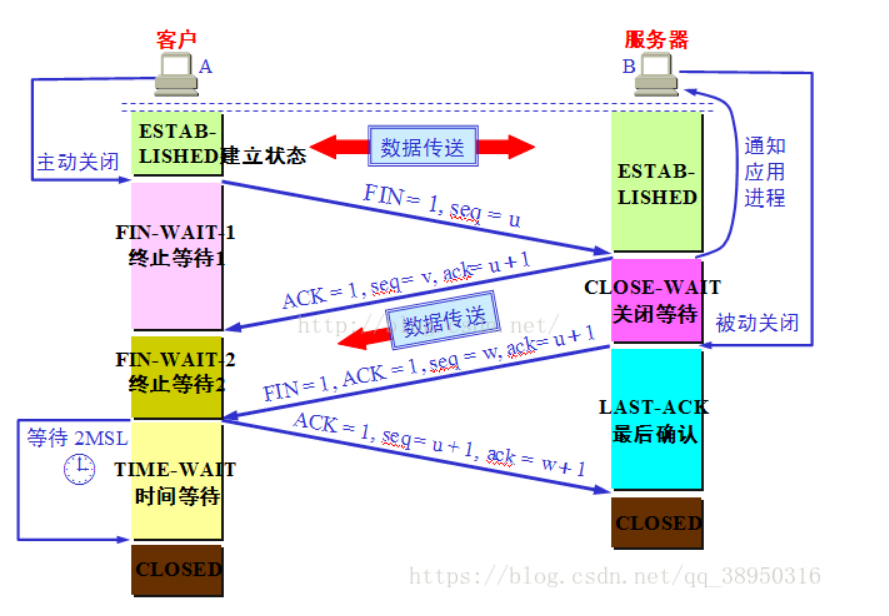 客户
服务器
A
B
ESTAB-
LISHED建立状态
数据传送
主动关闭
通知
应用
进程
ESTAB-
LISHED
FIN = 1, seq = u
FIN-WAIT-1
终止等待1
ACK = 1, seq = v, ack = u + 1
CLOSE-WAIT
关闭等待
http://blog.csdn.net/
数据传送
被动关闭
FIN-WAIT-2
终止等待2
FIN = 1, ACK = 1, seq = w, ack = u + 1
LAST-ACK
最后确认
ACK = 1, seq = u + 1, ack = w + 1
等待 2MSL
TIME-WAIT
时间等待
CLOSED
CLOSED
https://blog.csdn.net/qq_38950316